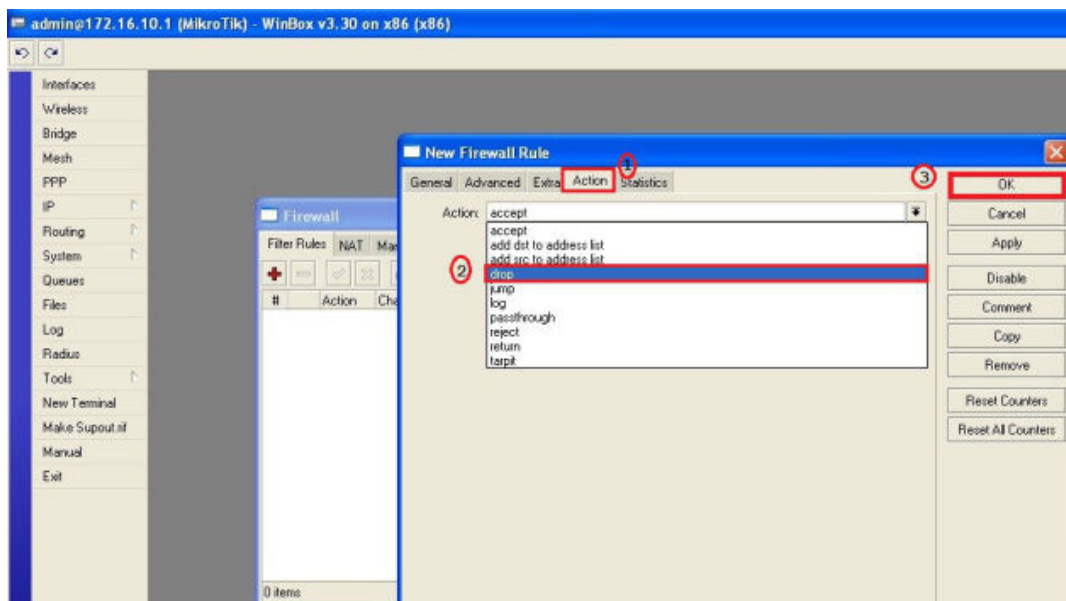 admin@172.16.10.1 (MikroTik) - WinBox v3.30 on x86 (x86)
Interfaces
Wireless
Bridge
Mesh
PPP
IP
Routing
System
Queues
Files
Log
Radius
Tools
New Terminal
Make Supout.rif
Manual
Exit
Firewall
Filter Rules NAT
#
Action
0 items
New Firewall Rule
General Advanced Extra Action Statistics
1
Action: accept
accept
add dst to address list
add src to address list
2
drop
jump
log
passthrough
reject
return
tarpit
3
OK
Cancel
Apply
Disable
Comment
Copy
Remove
Reset Counters
Reset All Counters